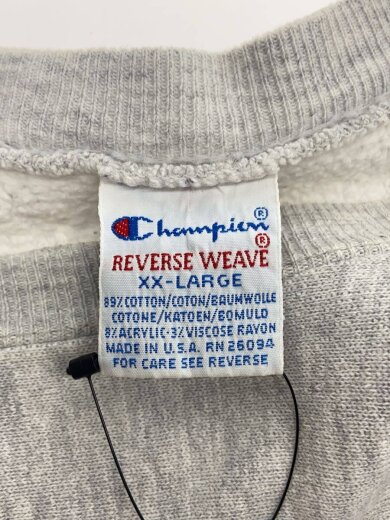 Champion®
REVERSE WEAVE®
XX-LARGE
89% COTTON/COTON/BAUMWOLLE
COTONE/KATOEN/BOMULD
8% ACRYLIC-3% VISCOSE RAYON
MADE IN U.S.A. RN 26094
FOR CARE SEE REVERSE